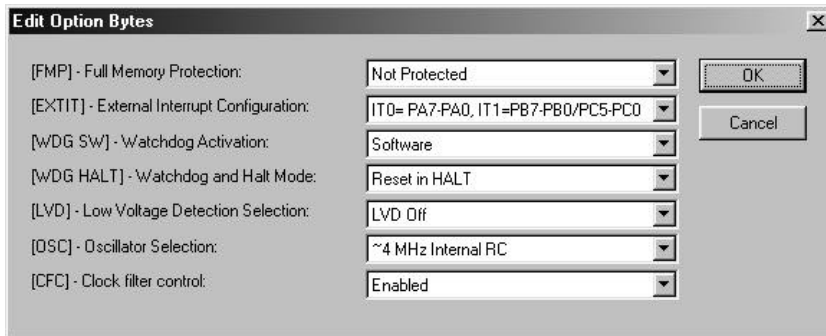 Edit Option Bytes
[FMP] - Full Memory Protection: Not Protected OK
[EXTIT] - External Interrupt Configuration: IT0= PA7-PA0, IT1=PB7-PB0/PC5-PC0
Cancel
[WDG SW] - Watchdog Activation: Software
[WDG HALT] - Watchdog and Halt Mode: Reset in HALT
[LVD] - Low Voltage Detection Selection: LVD Off
[OSC] - Oscillator Selection: ~4 MHz Internal RC
[CFC] - Clock filter control: Enabled